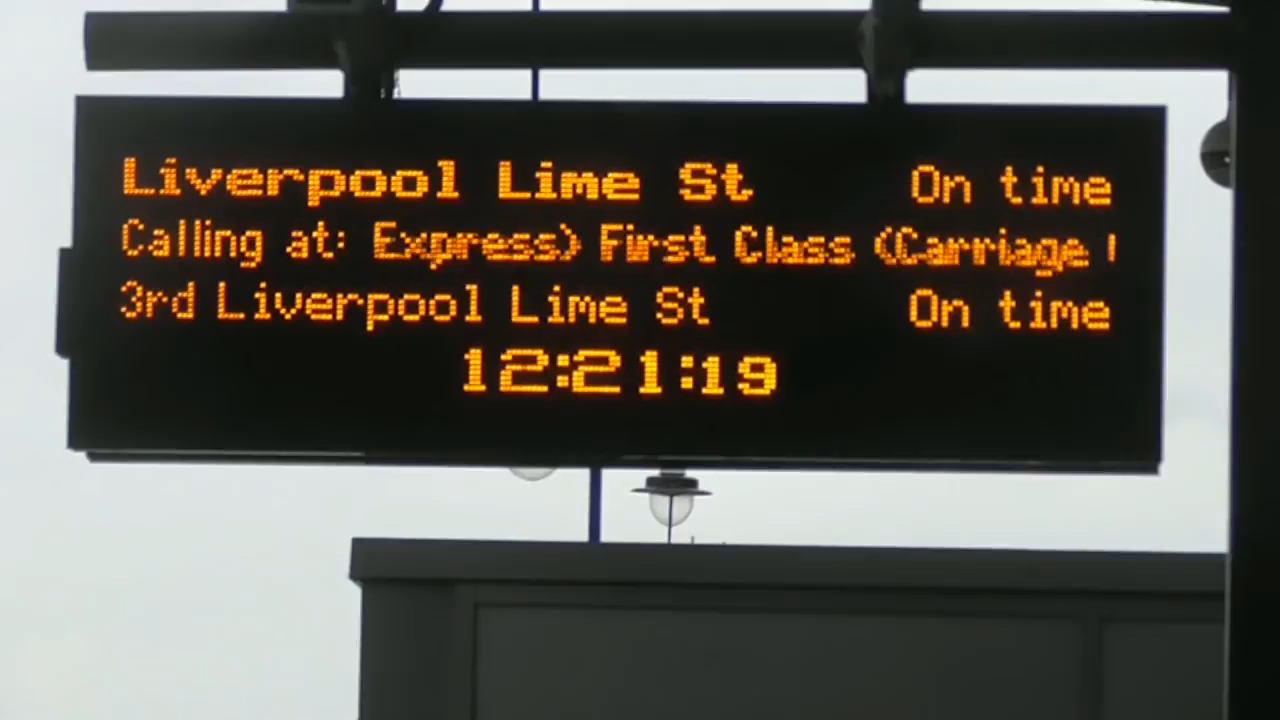 Liverpool Lime St On time
Calling at: Express) First Class (Carriage
3rd Liverpool Lime St On time
12:21:19